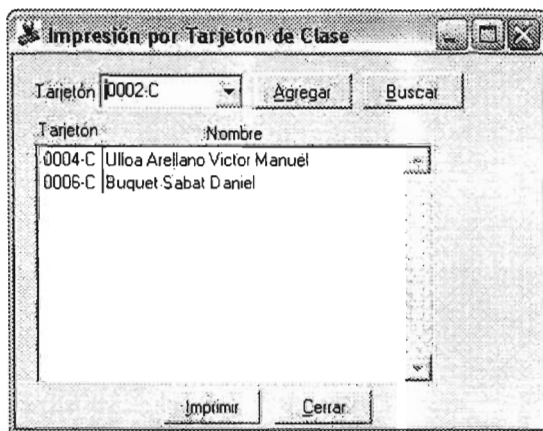 Impresión por Tarjetón de Clase
Tarjetón 0002-C Agregar Buscar
Tarjetón Nombre
0004-C Ulloa Arellano Victor Manuel
0006-C Buquet Sabat Daniel
Imprimir Cerrar